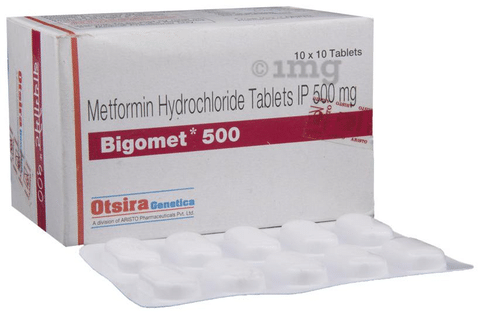 10 x 10 Tablets
©1mg
Metformin Hydrochloride Tablets IP 500 mg
Bigomet* 500
ARISTO
Otsira Genetica
A division of ARISTO Pharmaceuticals Pvt. Ltd.